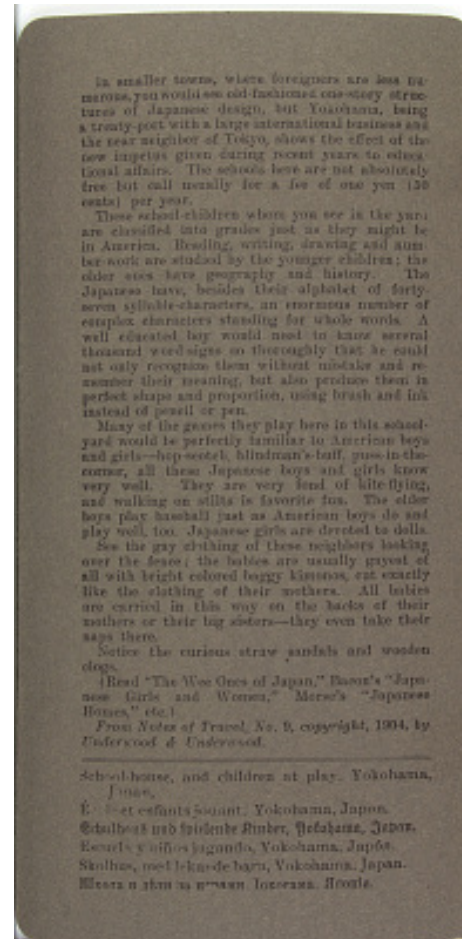 In smaller towns, where foreigners are less nu-
merous, you would see old-fashioned one-story struc-
tures of Japanese design, but Yokohama, being
a treaty-port with a large international business and
the near neighbor of Tokyo, shows the effect of the
new impetus given during recent years to educa-
tional affairs. The schools here are not absolutely
free but call usually for a fee of one yen (50
cents) per year.
These school-children whom you see in the yard
are classified into grades just as they might be
in America. Reading, writing, drawing and num-
ber-work are studied by the younger children; the
older ones have geography and history. The
Japanese have, besides their alphabet of forty-
seven syllable-characters, an enormous number of
complex characters standing for whole words. A
well educated boy would need to know several
thousand word-signs so thoroughly that he could
not only recognize them without mistake and re-
member their meaning, but also produce them in
perfect shape and proportion, using brush and ink
instead of pencil or pen.
Many of the games they play here in this school-
yard would be perfectly familiar to American boys
and girls—hop-scotch, blindman's-buff, puss-in-the-
corner, all these Japanese boys and girls know
very well. They are very fond of kite-flying,
and walking on stilts is favorite fun. The older
boys play baseball just as American boys do and
play well, too. Japanese girls are devoted to dolls.
See the gay clothing of these neighbors looking
over the fence; the babies are usually gayest of
all with bright colored baggy kimonos, cut exactly
like the clothing of their mothers. All babies
are carried in this way on the backs of their
mothers or their big sisters—they even take their
naps there.
Notice the curious straw sandals and wooden
clogs.
(Read "The Wee Ones of Japan," Bacon's "Japa-
nese Girls and Women," Morse's "Japanese
Homes," etc.)
From Notes of Travel, No. 9, copyright, 1904, by
Underwood & Underwood.
Schoolhouse, and children at play. Yokohama,
Japan.
et enfants jouant, Yokohama, Japon.
Schulhaus und spielende Kinder, Yokohama, Japan.
Escuela y niños jugando, Yokohama, Japón.
Skolhus, med lekande barn, Yokohama, Japan.
Школа и дѣти за играми, Іокогама, Японія.